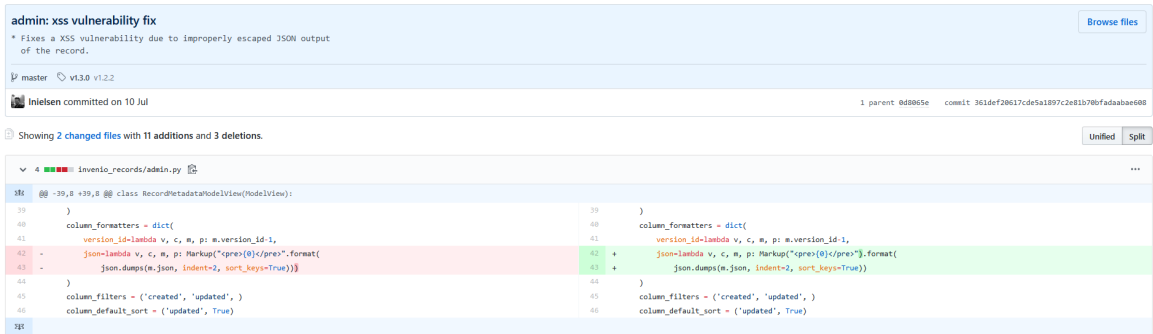 admin: xss vulnerability fix
Browse files
* Fixes a XSS vulnerability due to improperly escaped JSON output
of the record.
master v1.3.0 v1.2.2
lnielsen committed on 10 Jul
1 parent 0d8065e commit 361def20617cde5a1897c2e81b70bfadaabae608
Showing 2 changed files with 11 additions and 3 deletions.
Unified Split
4 invenio_records/admin.py
@@ -39,8 +39,8 @@ class RecordMetadataModelView(ModelView):
39 )
40 column_formatters = dict(
41 version_id=lambda v, c, m, p: m.version_id-1,
42 - json=lambda v, c, m, p: Markup("<pre>{0}</pre>".format(
43 - json.dumps(m.json, indent=2, sort_keys=True)))
44 )
45 column_filters = ('created', 'updated', )
46 column_default_sort = ('updated', True)
39 )
40 column_formatters = dict(
41 version_id=lambda v, c, m, p: m.version_id-1,
42 + json=lambda v, c, m, p: Markup("<pre>{0}</pre>").format(
43 + json.dumps(m.json, indent=2, sort_keys=True))
44 )
45 column_filters = ('created', 'updated', )
46 column_default_sort = ('updated', True)